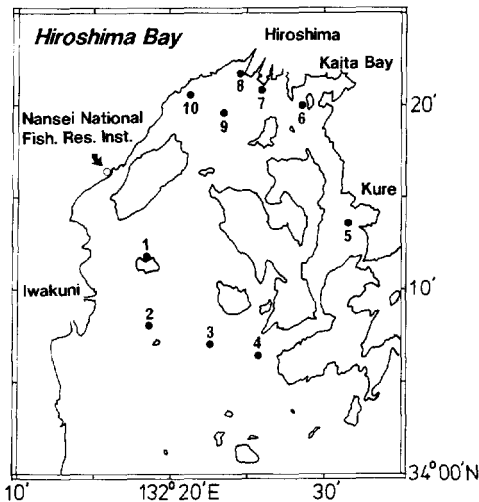 Hiroshima Bay
Hiroshima
Kaita Bay
8
7
10
9
6
20'
Nansei National
Fish. Res. Inst.
Kure
5
1
Iwakuni
10'
2
3
4
34°00'N
10'
132°20'E
30'